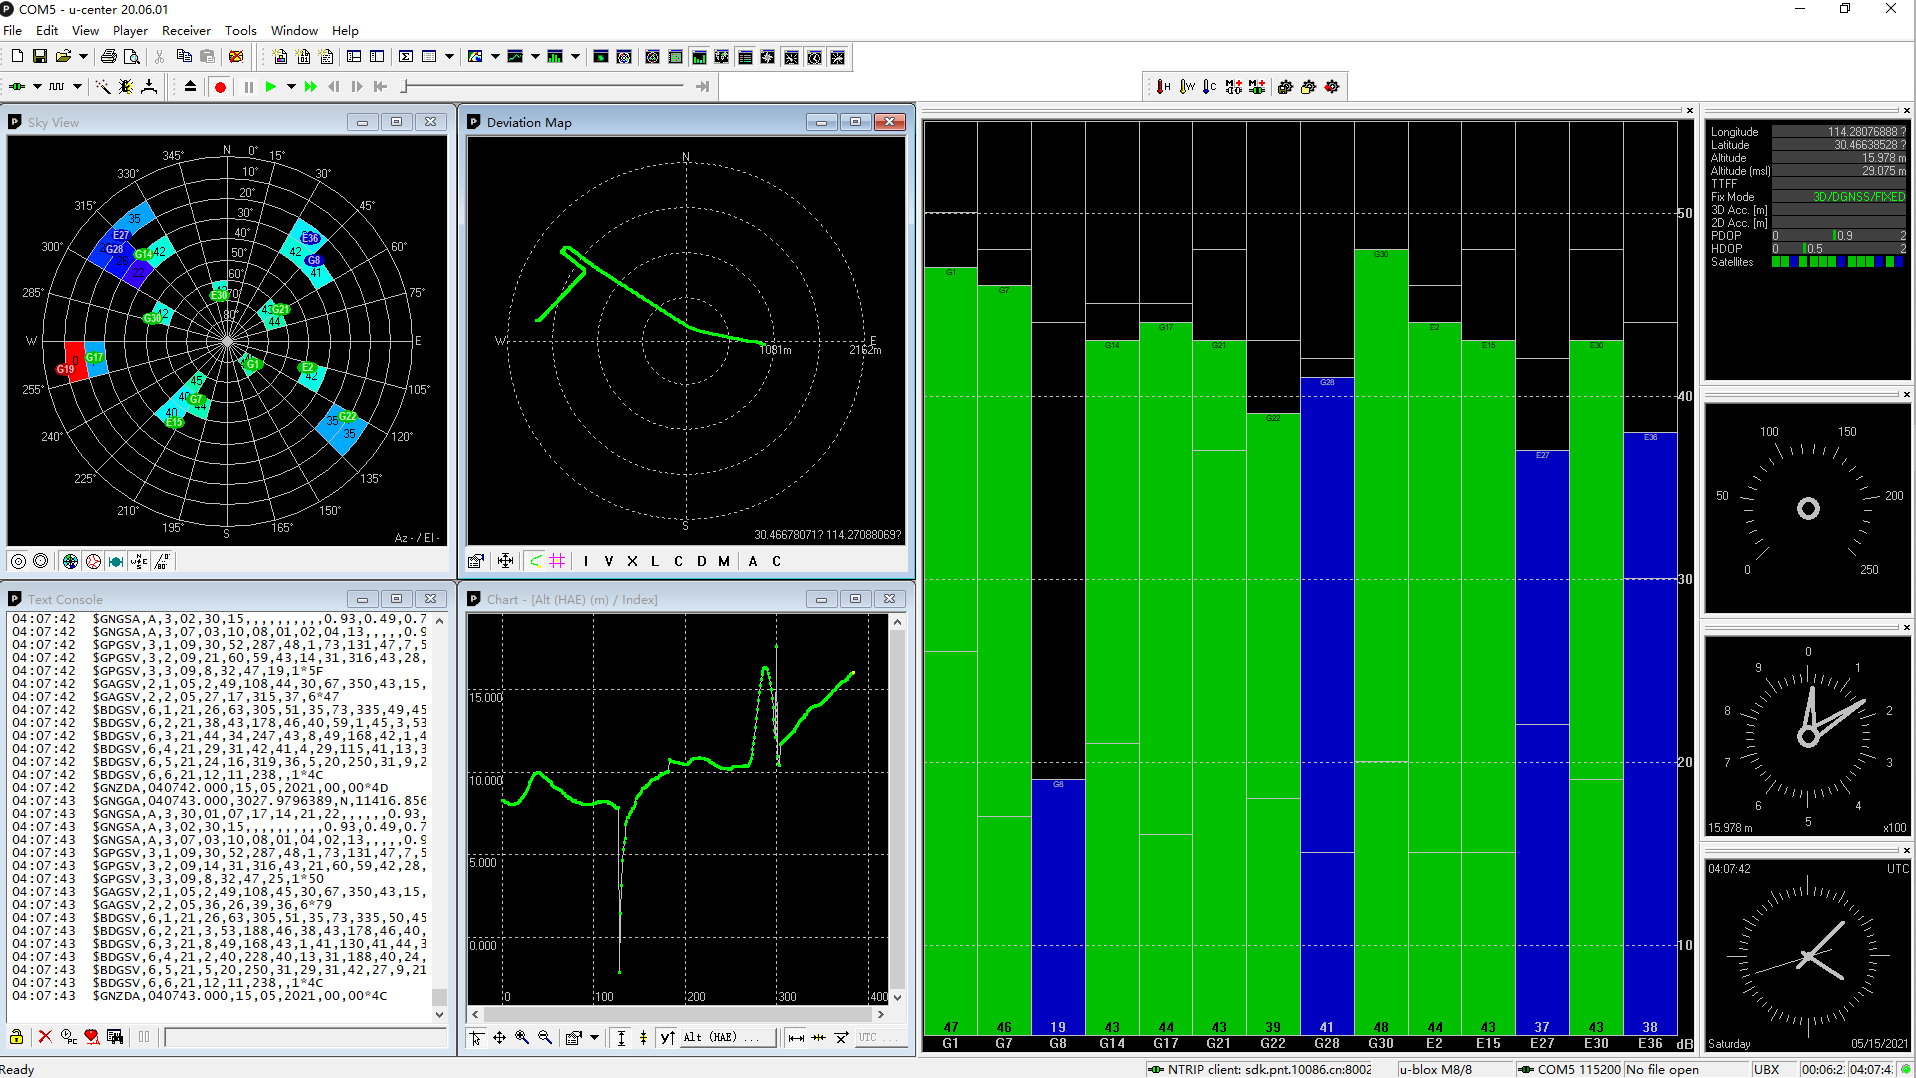 COM5 - u-center 20.06.01
File Edit View Player Receiver Tools Window Help
Sky View
N 0° 15° 30° 45° 60° 75° E 105° 120° 135° 150° 165° S 195° 210° 225° 240° 255° W 285° 300° 315° 330° 345°
10°
20°
30°
40°
50°
60°
70°
80°
35
E27
G28
G14 42
22
E36
42
G8
41
E30
G30 42
G21
44
0
G17
G19
G1
E2
42
45
G7
40 44
E15
G22
35
35
Az - / El -
Deviation Map
N
W
E
S
1081m
2162m
30.46678071? 114.27088069?
I V X L C D M A C
Text Console
04:07:42 $GNGSA,A,3,02,30,15,,,,,,,,,,0.93,0.49,0.7
04:07:42 $GNGSA,A,3,07,03,10,08,01,02,04,13,,,,,0.9
04:07:42 $GPGSV,3,1,09,30,52,287,48,1,73,131,47,7,5
04:07:42 $GPGSV,3,2,09,21,60,59,43,14,31,316,43,28,
04:07:42 $GPGSV,3,3,09,8,32,47,19,1*5F
04:07:42 $GAGSV,2,1,05,2,49,108,44,30,67,350,43,15,
04:07:42 $GAGSV,2,2,05,27,17,315,37,6*47
04:07:42 $BDGSV,6,1,21,26,63,305,51,35,73,335,49,45
04:07:42 $BDGSV,6,2,21,38,43,178,46,40,59,1,45,3,53
04:07:42 $BDGSV,6,3,21,44,34,247,43,8,49,168,42,1,4
04:07:42 $BDGSV,6,4,21,29,31,42,41,4,29,115,41,13,3
04:07:42 $BDGSV,6,5,21,24,16,319,36,5,20,250,31,9,2
04:07:42 $BDGSV,6,6,21,12,11,238,,1*4C
04:07:42 $GNZDA,040742.000,15,05,2021,00,00*4D
04:07:43 $GNGGA,040743.000,3027.9796389,N,11416.856
04:07:43 $GNGSA,A,3,30,01,07,17,14,21,22,,,,,,0.93,
04:07:43 $GNGSA,A,3,02,30,15,,,,,,,,,,0.93,0.49,0.7
04:07:43 $GNGSA,A,3,07,03,10,08,01,04,02,13,,,,,0.9
04:07:43 $GPGSV,3,1,09,30,52,287,48,1,73,131,47,7,5
04:07:43 $GPGSV,3,2,09,14,31,316,43,21,60,59,42,28,
04:07:43 $GPGSV,3,3,09,8,32,47,25,1*50
04:07:43 $GAGSV,2,1,05,2,49,108,45,30,67,350,43,15,
04:07:43 $GAGSV,2,2,05,36,26,39,36,6*79
04:07:43 $BDGSV,6,1,21,26,63,305,51,35,73,335,50,45
04:07:43 $BDGSV,6,2,21,3,53,188,46,38,43,178,46,40,
04:07:43 $BDGSV,6,3,21,8,49,168,43,1,41,130,41,44,3
04:07:43 $BDGSV,6,4,21,2,40,228,40,13,31,188,40,24,
04:07:43 $BDGSV,6,5,21,5,20,250,31,29,31,42,27,9,21
04:07:43 $BDGSV,6,6,21,12,11,238,,1*4C
04:07:43 $GNZDA,040743.000,15,05,2021,00,00*4C
Chart - [Alt (HAE) (m) / Index]
15.000
10.000
5.000
0.000
0 100 200 300 400
Alt (HAE) ...
UTC ...
H W C M M
50
40
30
20
10
G1 G7 G8 G14 G17 G21 G22 G28 G30 E2 E15 E27 E30 E36
47 46 19 43 44 43 39 41 48 44 43 37 43 38
G1 G7 G8 G14 G17 G21 G22 G28 G30 E2 E15 E27 E30 E36 dB
Longitude 114.28076888 ?
Latitude 30.46638528 ?
Altitude 15.978 m
Altitude (msl) 29.075 m
TTFF
Fix Mode 3D/DGNSS/FIXED
3D Acc. [m]
2D Acc. [m]
PDOP 0 0.9 2
HDOP 0 0.5 2
Satellites
0 50 100 150 200 250
0 1 2 3 4 5 6 7 8 9
15.978 m x100
04:07:42 UTC
Saturday 05/15/2021
Ready
NTRIP client: sdk.pnt.10086.cn:8002 u-blox M8/8 COM5 115200 No file open UBX 00:06:2 04:07:4